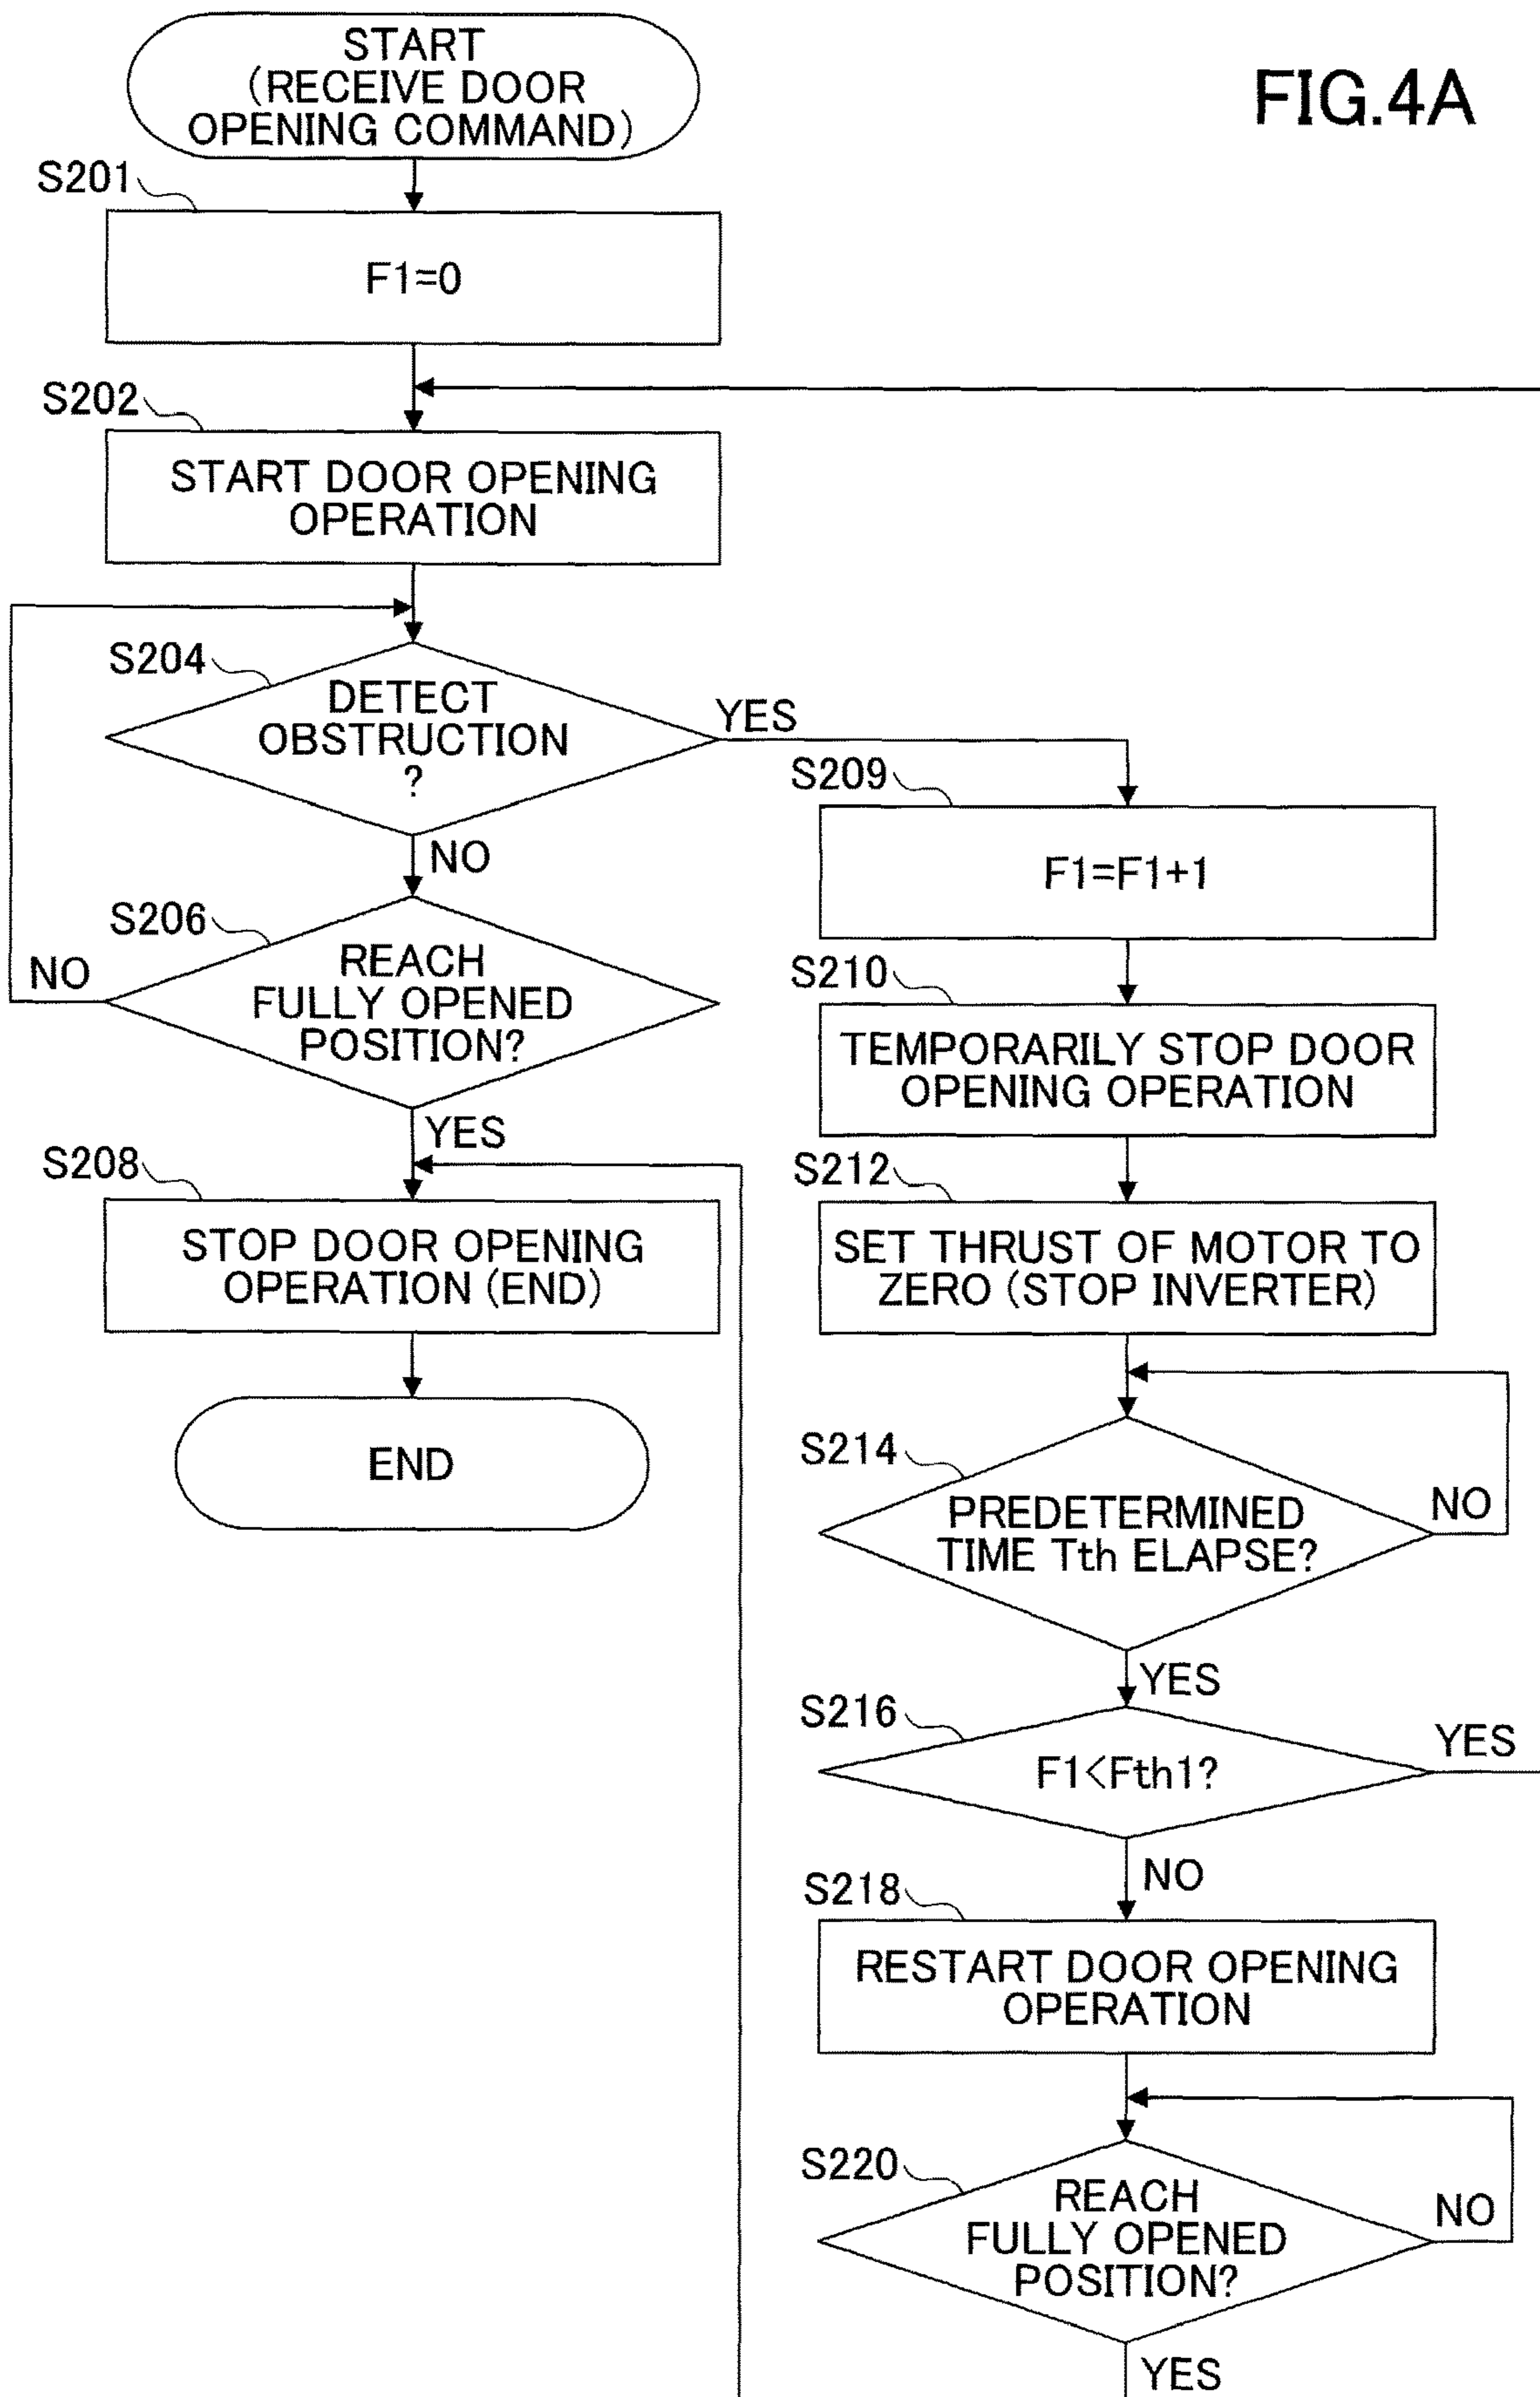 FIG.4A
START
(RECEIVE DOOR
OPENING COMMAND)
S201
F1=0
S202
START DOOR OPENING
OPERATION
S204
DETECT
OBSTRUCTION
?
YES
NO
S206
REACH
FULLY OPENED
POSITION?
NO
YES
S208
STOP DOOR OPENING
OPERATION (END)
END
S209
F1=F1+1
S210
TEMPORARILY STOP DOOR
OPENING OPERATION
S212
SET THRUST OF MOTOR TO
ZERO (STOP INVERTER)
S214
PREDETERMINED
TIME Tth ELAPSE?
NO
YES
S216
F1<Fth1?
YES
NO
S218
RESTART DOOR OPENING
OPERATION
S220
REACH
FULLY OPENED
POSITION?
NO
YES